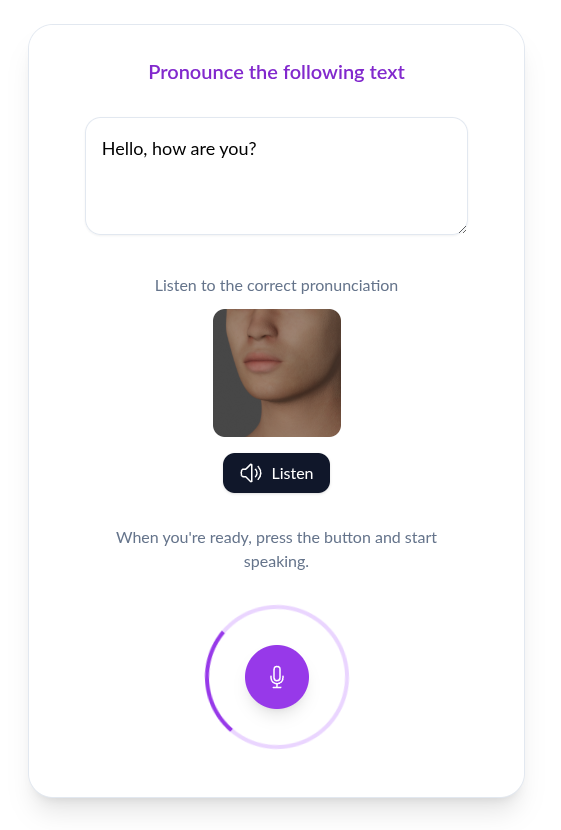 Pronounce the following text
Hello, how are you?
Listen to the correct pronunciation
Listen
When you're ready, press the button and start
speaking.